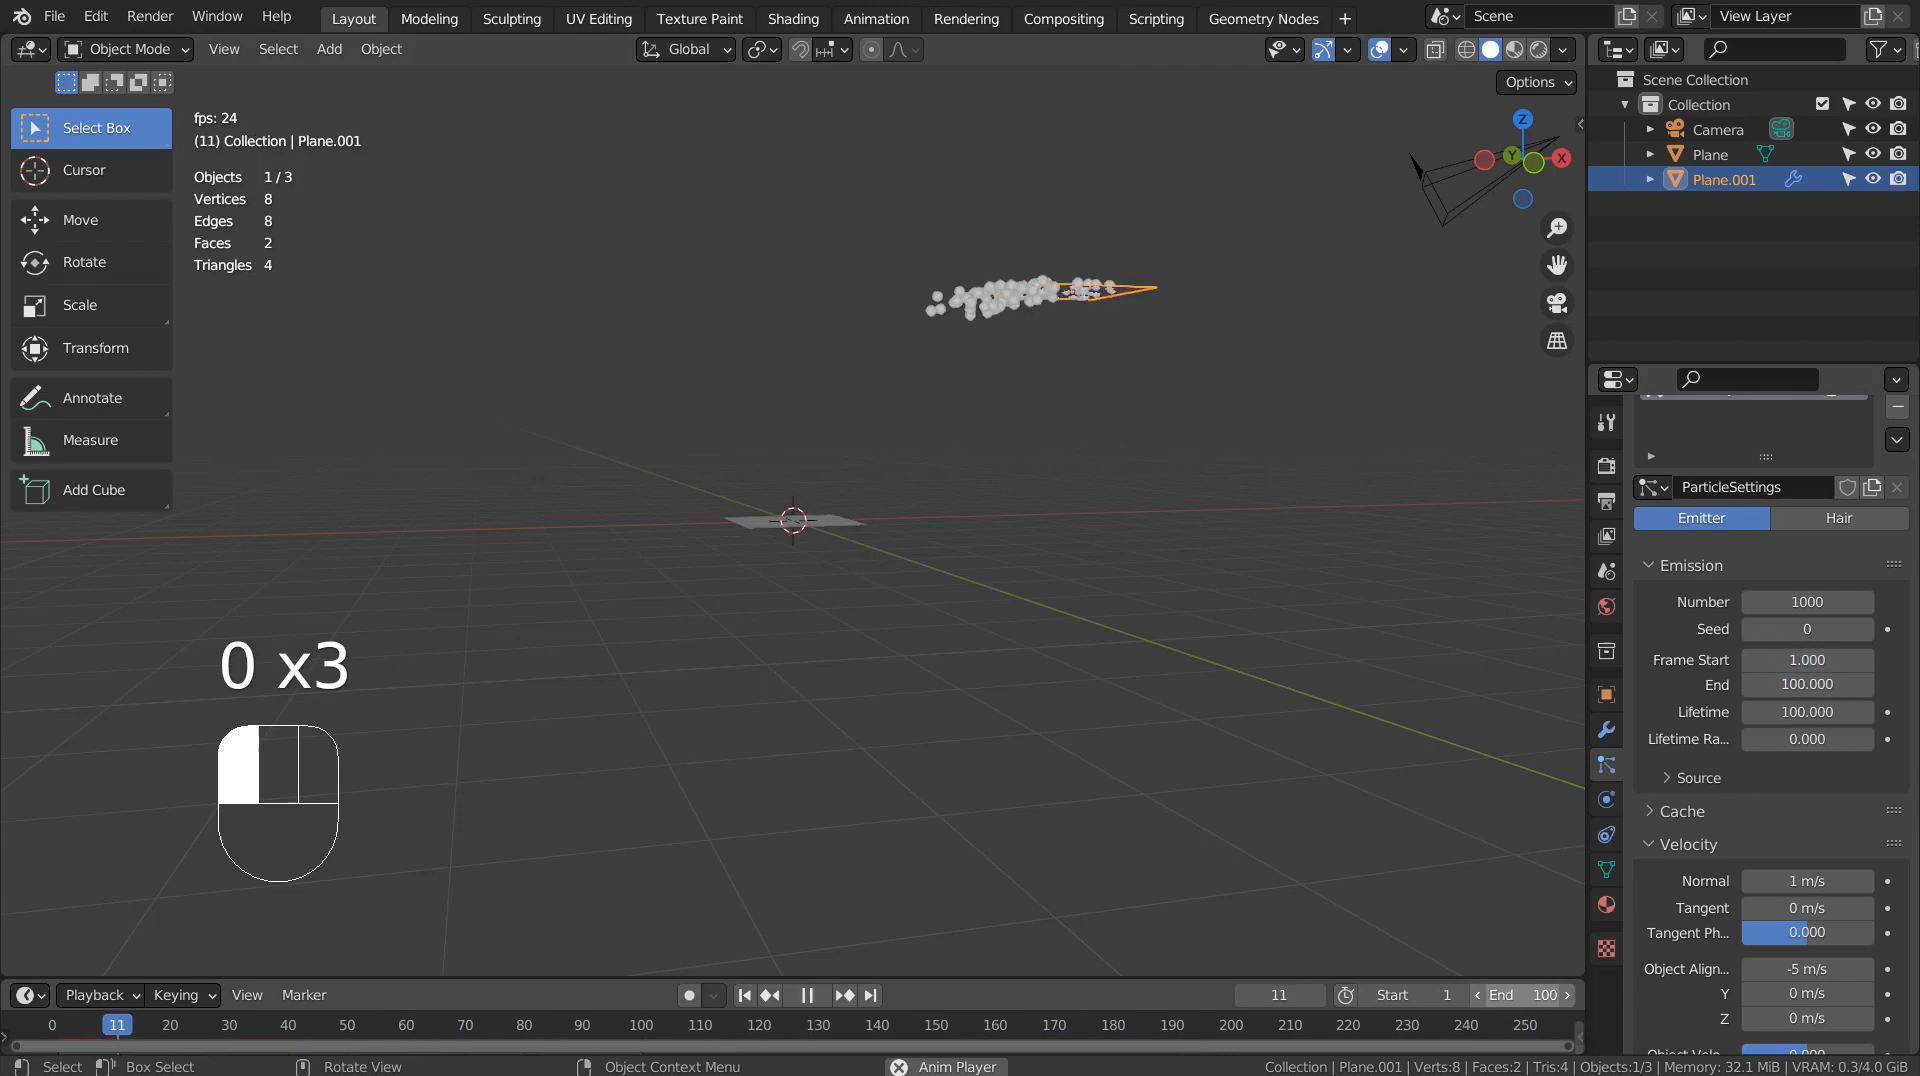 File Edit Render Window Help Layout Modeling Sculpting UV Editing Texture Paint Shading Animation Rendering Compositing Scripting Geometry Nodes + Scene View Layer
Object Mode View Select Add Object Global
Options
Select Box
Cursor
Move
Rotate
Scale
Transform
Annotate
Measure
Add Cube
fps: 24
(11) Collection | Plane.001
Objects 1 / 3
Vertices 8
Edges 8
Faces 2
Triangles 4
Z
Y
X
0 x3
Scene Collection
Collection
Camera
Plane
Plane.001
ParticleSettings
Emitter Hair
Emission
Number 1000
Seed 0
Frame Start 1.000
End 100.000
Lifetime 100.000
Lifetime Ra... 0.000
Source
Cache
Velocity
Normal 1 m/s
Tangent 0 m/s
Tangent Ph... 0.000
Object Align... -5 m/s
Y 0 m/s
Z 0 m/s
Object Velo... 0.000
Playback Keying View Marker 11 Start 1 End 100
0 11 20 30 40 50 60 70 80 90 100 110 120 130 140 150 160 170 180 190 200 210 220 230 240 250
Select Box Select Rotate View Object Context Menu Anim Player Collection | Plane.001 | Verts:8 | Faces:2 | Tris:4 | Objects:1/3 | Memory: 32.1 MiB | VRAM: 0.3/4.0 GiB